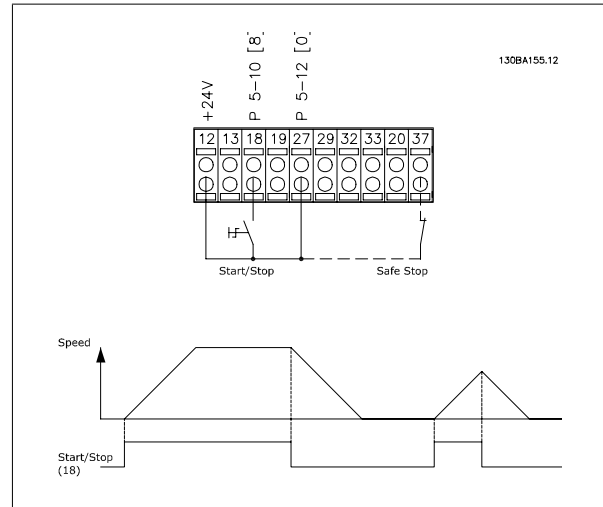 130BA155.12
+24V
P 5-10 [8]
P 5-12 [0]
12 13 18 19 27 29 32 33 20 37
Start/Stop
Safe Stop
Speed
Start/Stop
(18)